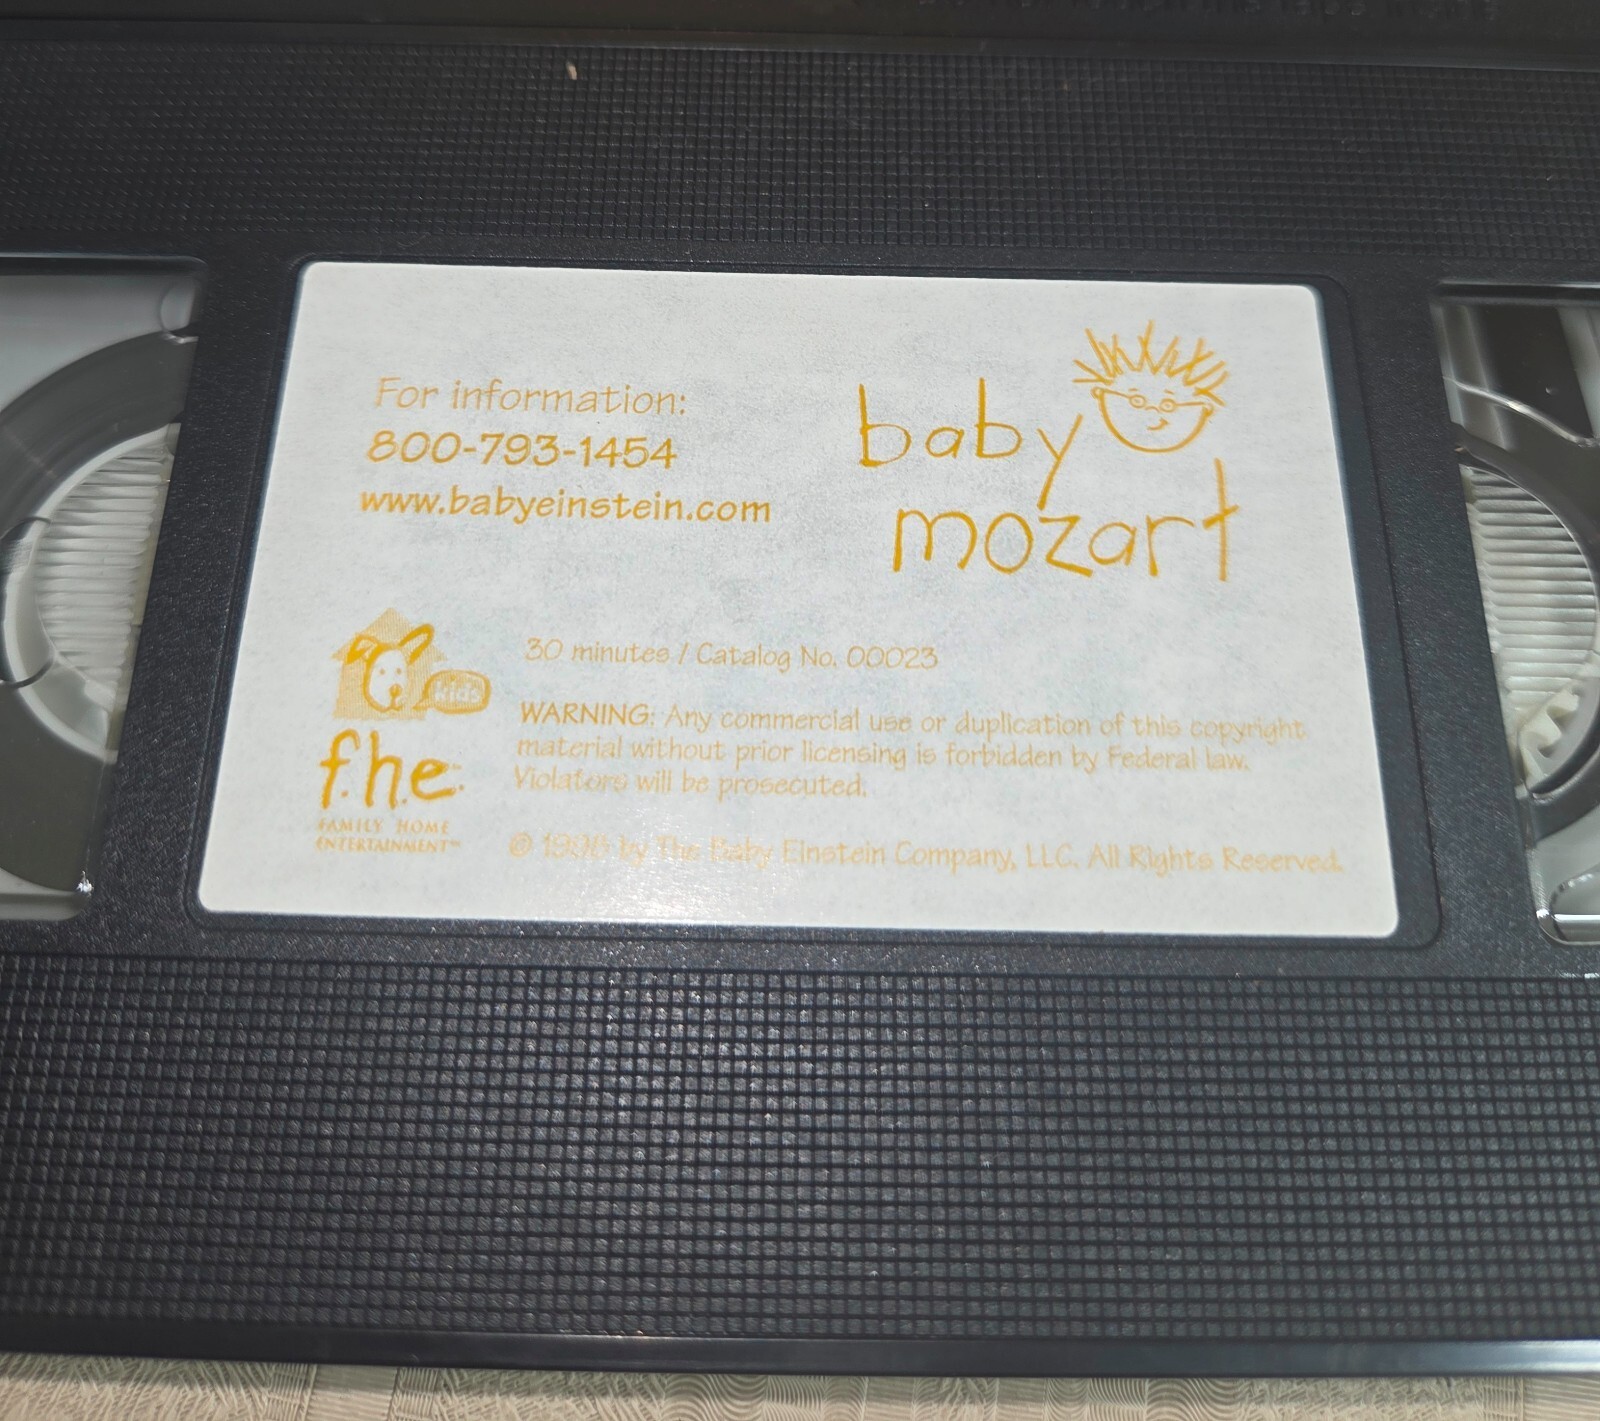 For information:
800-793-1454
www.babyeinstein.com
baby
mozart
kids
f.h.e.™
FAMILY HOME
ENTERTAINMENT™
30 minutes / Catalog No. 00023
WARNING: Any commercial use or duplication of this copyright
material without prior licensing is forbidden by Federal law.
Violators will be prosecuted.
© by The Baby Einstein Company, LLC. All Rights Reserved.